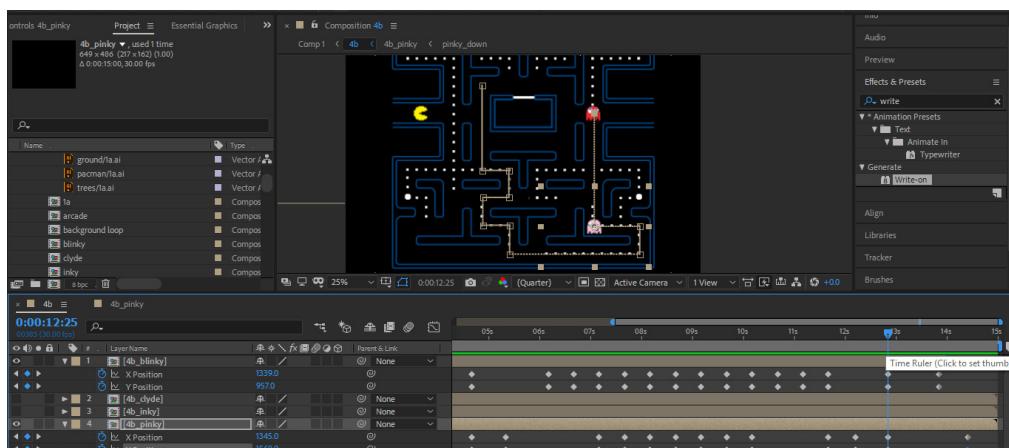 ontrols 4b_pinky
Project
Essential Graphics
Composition 4b
Info
4b_pinky ▼, used 1 time
649 x 486 (217 x 162) (1.00)
Δ 0:00:15:00, 30.00 fps
Comp 1
4b
4b_pinky
pinky_down
Audio
Preview
Effects & Presets
write
* Animation Presets
Text
Animate In
Typewriter
Generate
Write-on
Name
Type
ground/1a.ai
Vector A
pacman/1a.ai
Vector A
trees/1a.ai
Vector A
1a
Compos
arcade
Compos
background loop
Compos
blinky
Compos
clyde
Compos
inky
Compos
Align
Libraries
Tracker
Brushes
8 bpc
25%
0:00:12:25
(Quarter)
Active Camera
1 View
+0.0
4b
4b_pinky
0:00:12:25
00385 (30.00 fps)
05s
06s
07s
08s
09s
10s
11s
12s
13s
14s
15s
#
Layer Name
Parent & Link
1
[4b_blinky]
None
Time Ruler (Click to set thumb
X Position
1339.0
Y Position
957.0
2
[4b_clyde]
None
3
[4b_inky]
None
4
[4b_pinky]
None
X Position
1345.0